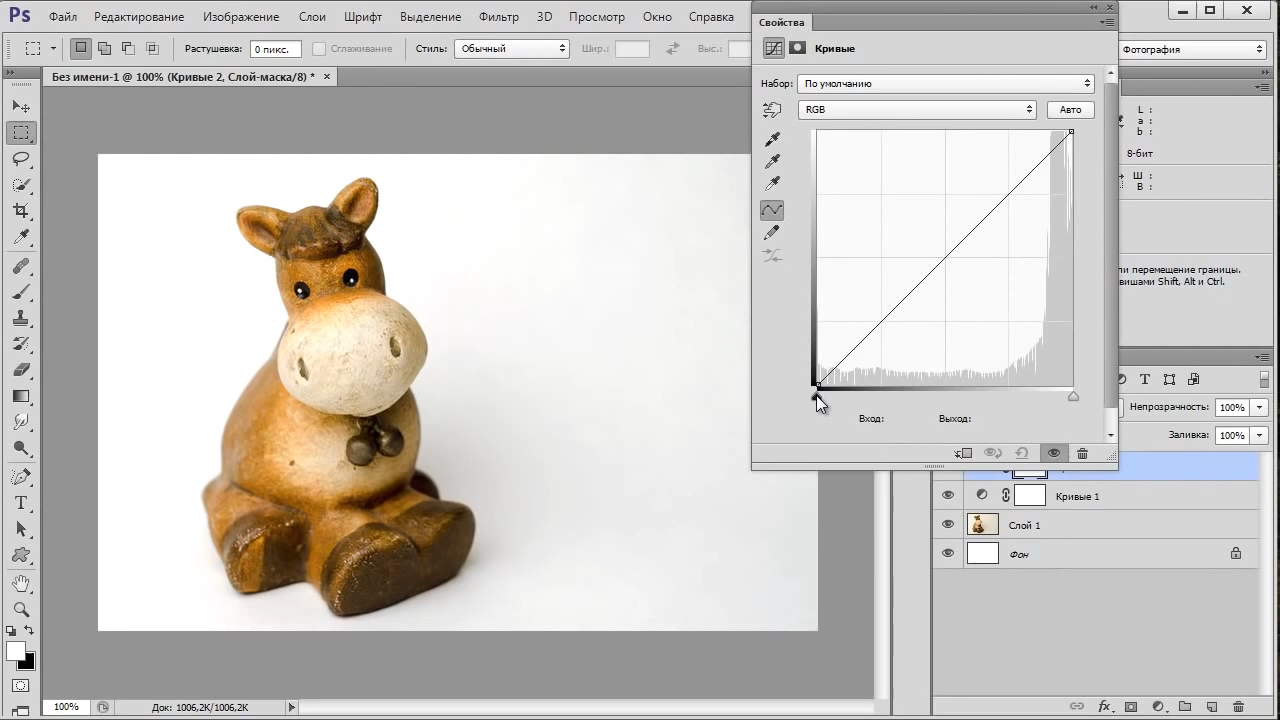 Ps
Файл Редактирование Изображение Слои Шрифт Выделение Фильтр 3D Просмотр Окно Справка
Растушевка: 0 пикс. Сглаживание Стиль: Обычный Шир.: Выс.:
Фотография
Без имени-1 @ 100% (Кривые 2, Слой-маска/8) *
Свойства
Кривые
Набор: По умолчанию
RGB Авто
Вход: Выход:
L :
a :
b :
8-бит
Ш :
В :
ли перемещение границы.
Shift, Alt и Ctrl.
Непрозрачность: 100%
Заливка: 100%
Кривые 1
Слой 1
Фон
fx
100% Док: 1006,2K/1006,2K